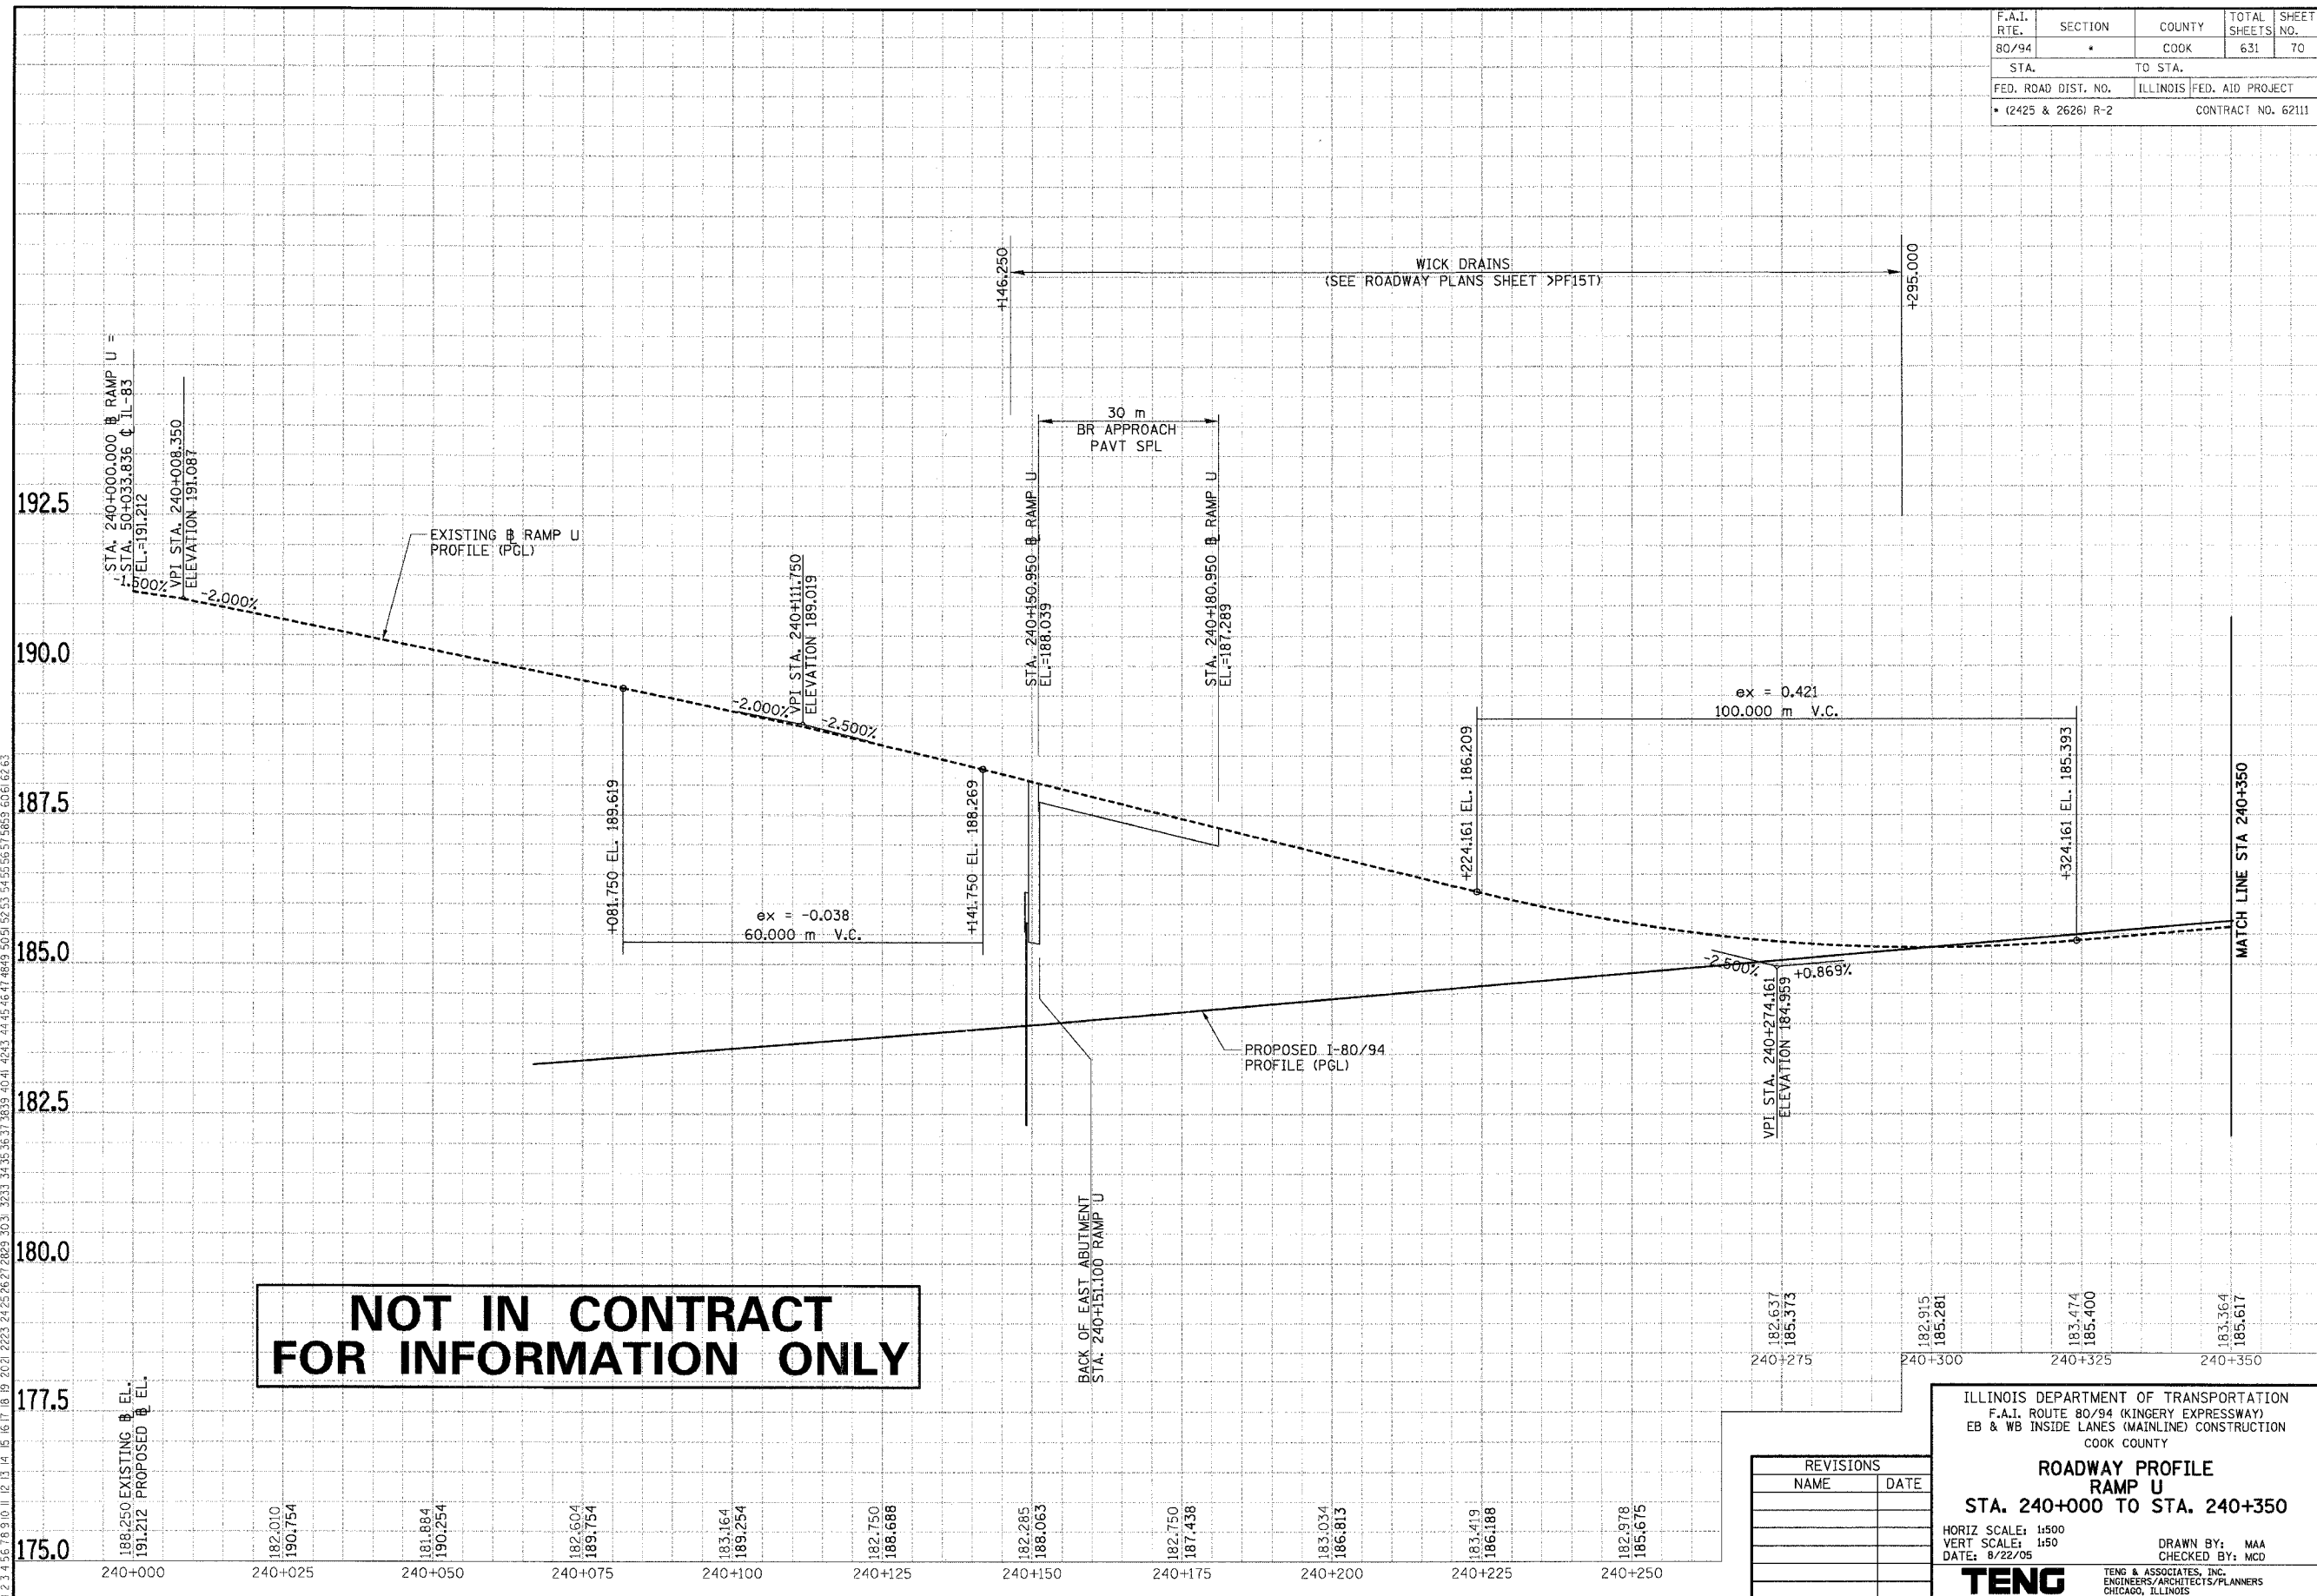 F.A.I. RTE. SECTION COUNTY TOTAL SHEETS SHEET NO.
80/94 * COOK 631 70
STA. TO STA.
FED. ROAD DIST. NO. ILLINOIS FED. AID PROJECT
* (2425 & 2626) R-2 CONTRACT NO. 62111
+146.250
WICK DRAINS
(SEE ROADWAY PLANS SHEET >PF15T)
+295.000
STA. 240+000.000 ℄ RAMP U =
STA. 50+033.836 ℄ IL-83
EL.=191.212
VPI STA. 240+008.350
ELEVATION 191.087
-1.500%
-2.000%
EXISTING ℄ RAMP U
PROFILE (PGL)
30 m
BR APPROACH
PAVT SPL
STA. 240+150.950 ℄ RAMP U
EL.=188.039
STA. 240+180.950 ℄ RAMP U
EL.=187.289
VPI STA. 240+111.750
ELEVATION 189.019
-2.000%
-2.500%
+081.750 EL. 189.619
ex = -0.038
60.000 m V.C.
+141.750 EL. 188.269
ex = 0.421
100.000 m V.C.
+224.161 EL. 186.209
+324.161 EL. 185.393
MATCH LINE STA 240+350
-2.500%
+0.869%
VPI STA. 240+274.161
ELEVATION 184.959
PROPOSED I-80/94
PROFILE (PGL)
BACK OF EAST ABUTMENT
STA. 240+151.100 RAMP U
192.5
190.0
187.5
185.0
182.5
180.0
177.5
175.0
NOT IN CONTRACT
FOR INFORMATION ONLY
188.250 EXISTING ℄ EL.
191.212 PROPOSED ℄ EL.
182.010
190.754
181.884
190.254
182.604
189.754
183.164
189.254
182.750
188.688
182.285
188.063
182.750
187.438
183.034
186.813
183.419
186.188
182.978
185.675
182.637
185.373
182.915
185.281
183.474
185.400
183.364
185.617
240+275 240+300 240+325 240+350
240+000 240+025 240+050 240+075 240+100 240+125 240+150 240+175 240+200 240+225 240+250
REVISIONS
NAME DATE
ILLINOIS DEPARTMENT OF TRANSPORTATION
F.A.I. ROUTE 80/94 (KINGERY EXPRESSWAY)
EB & WB INSIDE LANES (MAINLINE) CONSTRUCTION
COOK COUNTY
ROADWAY PROFILE
RAMP U
STA. 240+000 TO STA. 240+350
HORIZ SCALE: 1:500
VERT SCALE: 1:50 DRAWN BY: MAA
DATE: 8/22/05 CHECKED BY: MCD
TENG
TENG & ASSOCIATES, INC.
ENGINEERS/ARCHITECTS/PLANNERS
CHICAGO, ILLINOIS